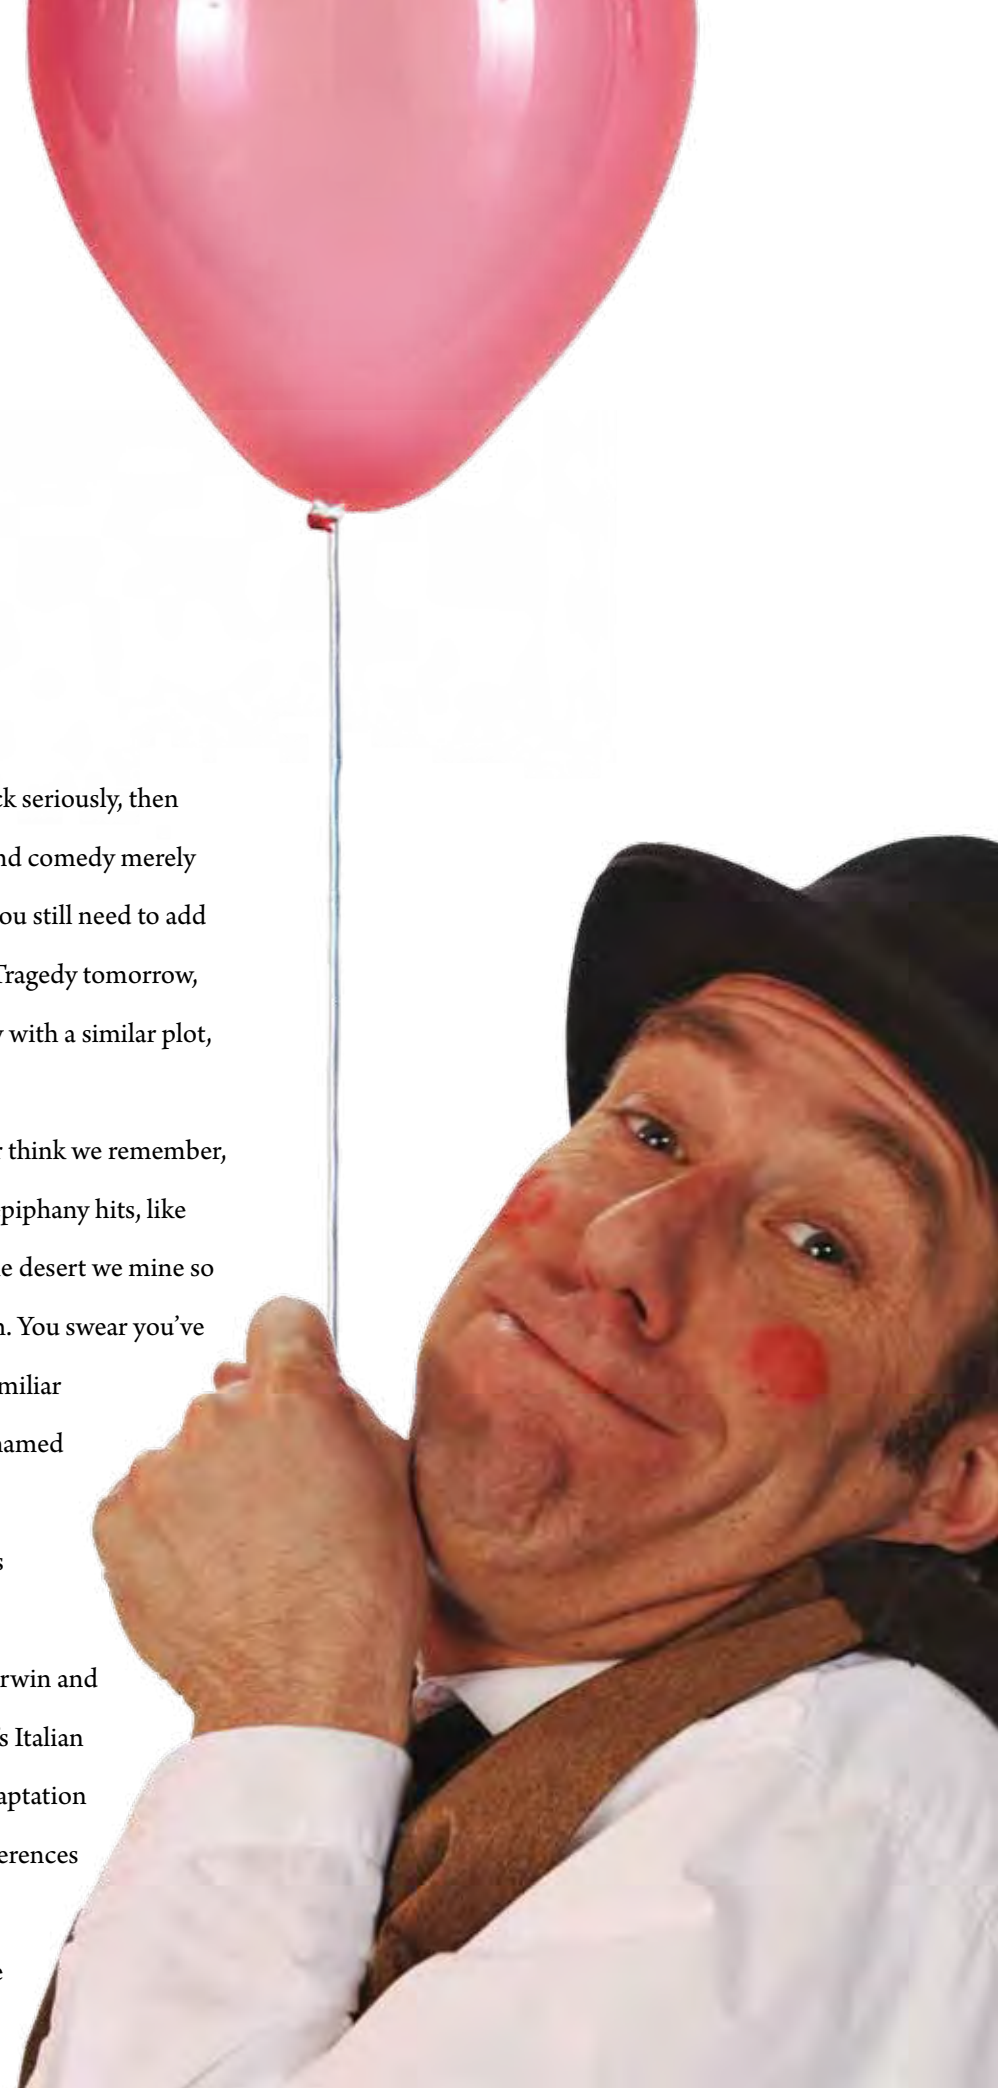 ck seriously, then
nd comedy merely
ou still need to add
Tragedy tomorrow,
y with a similar plot,
r think we remember,
piphany hits, like
e desert we mine so
n. You swear you’ve
miliar
named
s
rwin and
’s Italian
aptation
erences
e